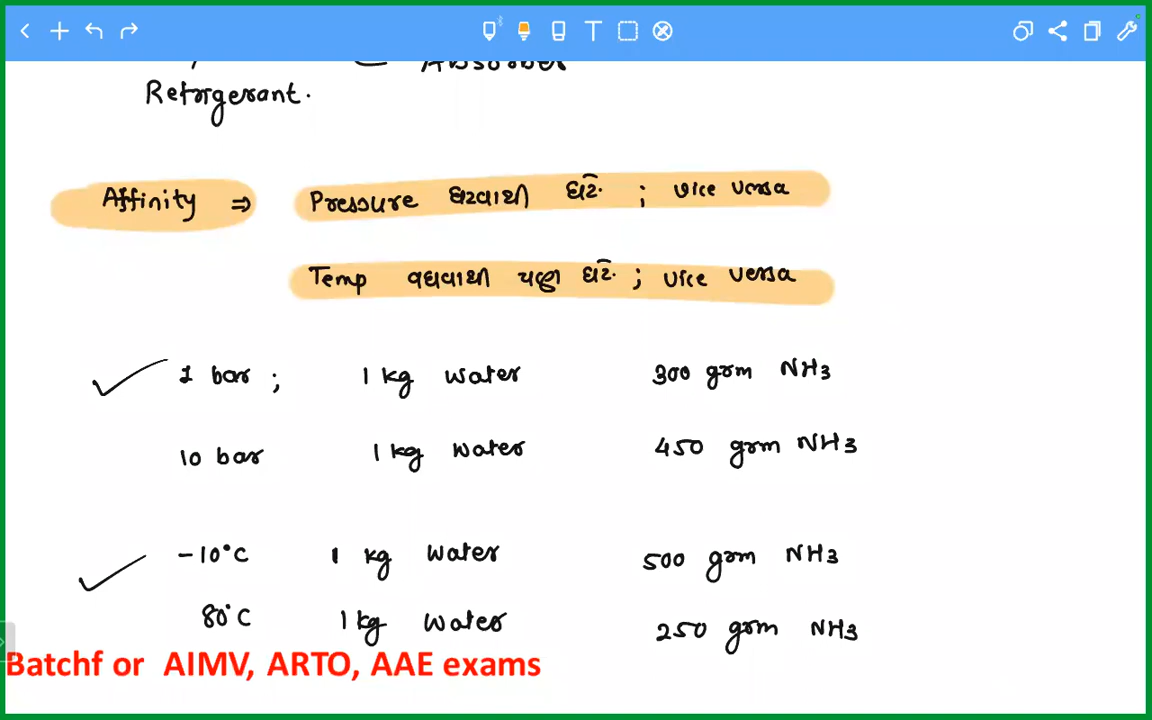 Absorber
Refrigerant.
Affinity ⇒ Pressure ઘટવાથી ઘટે ; vice versa
Temp વધવાથી પણ ઘટે ; vice versa
1 bar ; 1 kg water 300 grm NH3
10 bar 1 kg water 450 grm NH3
-10°C 1 kg water 500 grm NH3
80°C 1 kg water 250 grm NH3
Batchf or AIMV, ARTO, AAE exams